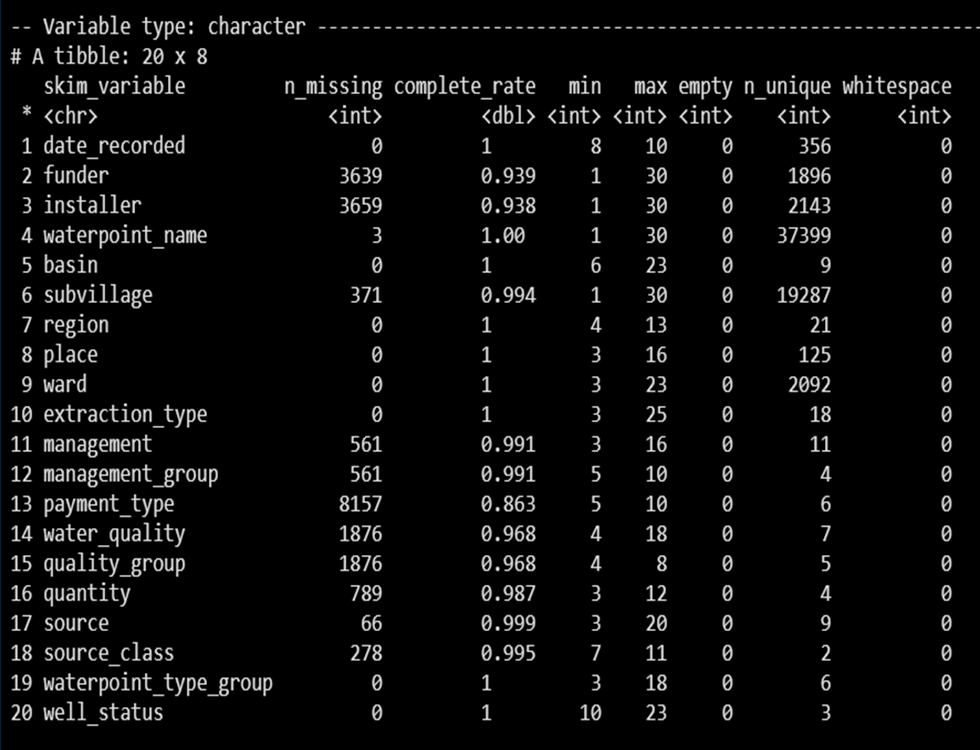 -- Variable type: character ------------------------------------------------------------
# A tibble: 20 x 8
   skim_variable         n_missing complete_rate   min   max empty n_unique whitespace
 * <chr>                     <int>         <dbl> <int> <int> <int>    <int>      <int>
 1 date_recorded                 0         1         8    10     0      356          0
 2 funder                     3639         0.939     1    30     0     1896          0
 3 installer                  3659         0.938     1    30     0     2143          0
 4 waterpoint_name               3         1.00      1    30     0    37399          0
 5 basin                         0         1         6    23     0        9          0
 6 subvillage                  371         0.994     1    30     0    19287          0
 7 region                        0         1         4    13     0       21          0
 8 place                         0         1         3    16     0      125          0
 9 ward                          0         1         3    23     0     2092          0
10 extraction_type               0         1         3    25     0       18          0
11 management                  561         0.991     3    16     0       11          0
12 management_group            561         0.991     5    10     0        4          0
13 payment_type               8157         0.863     5    10     0        6          0
14 water_quality              1876         0.968     4    18     0        7          0
15 quality_group              1876         0.968     4     8     0        5          0
16 quantity                    789         0.987     3    12     0        4          0
17 source                       66         0.999     3    20     0        9          0
18 source_class                278         0.995     7    11     0        2          0
19 waterpoint_type_group         0         1         3    18     0        6          0
20 well_status                   0         1        10    23     0        3          0